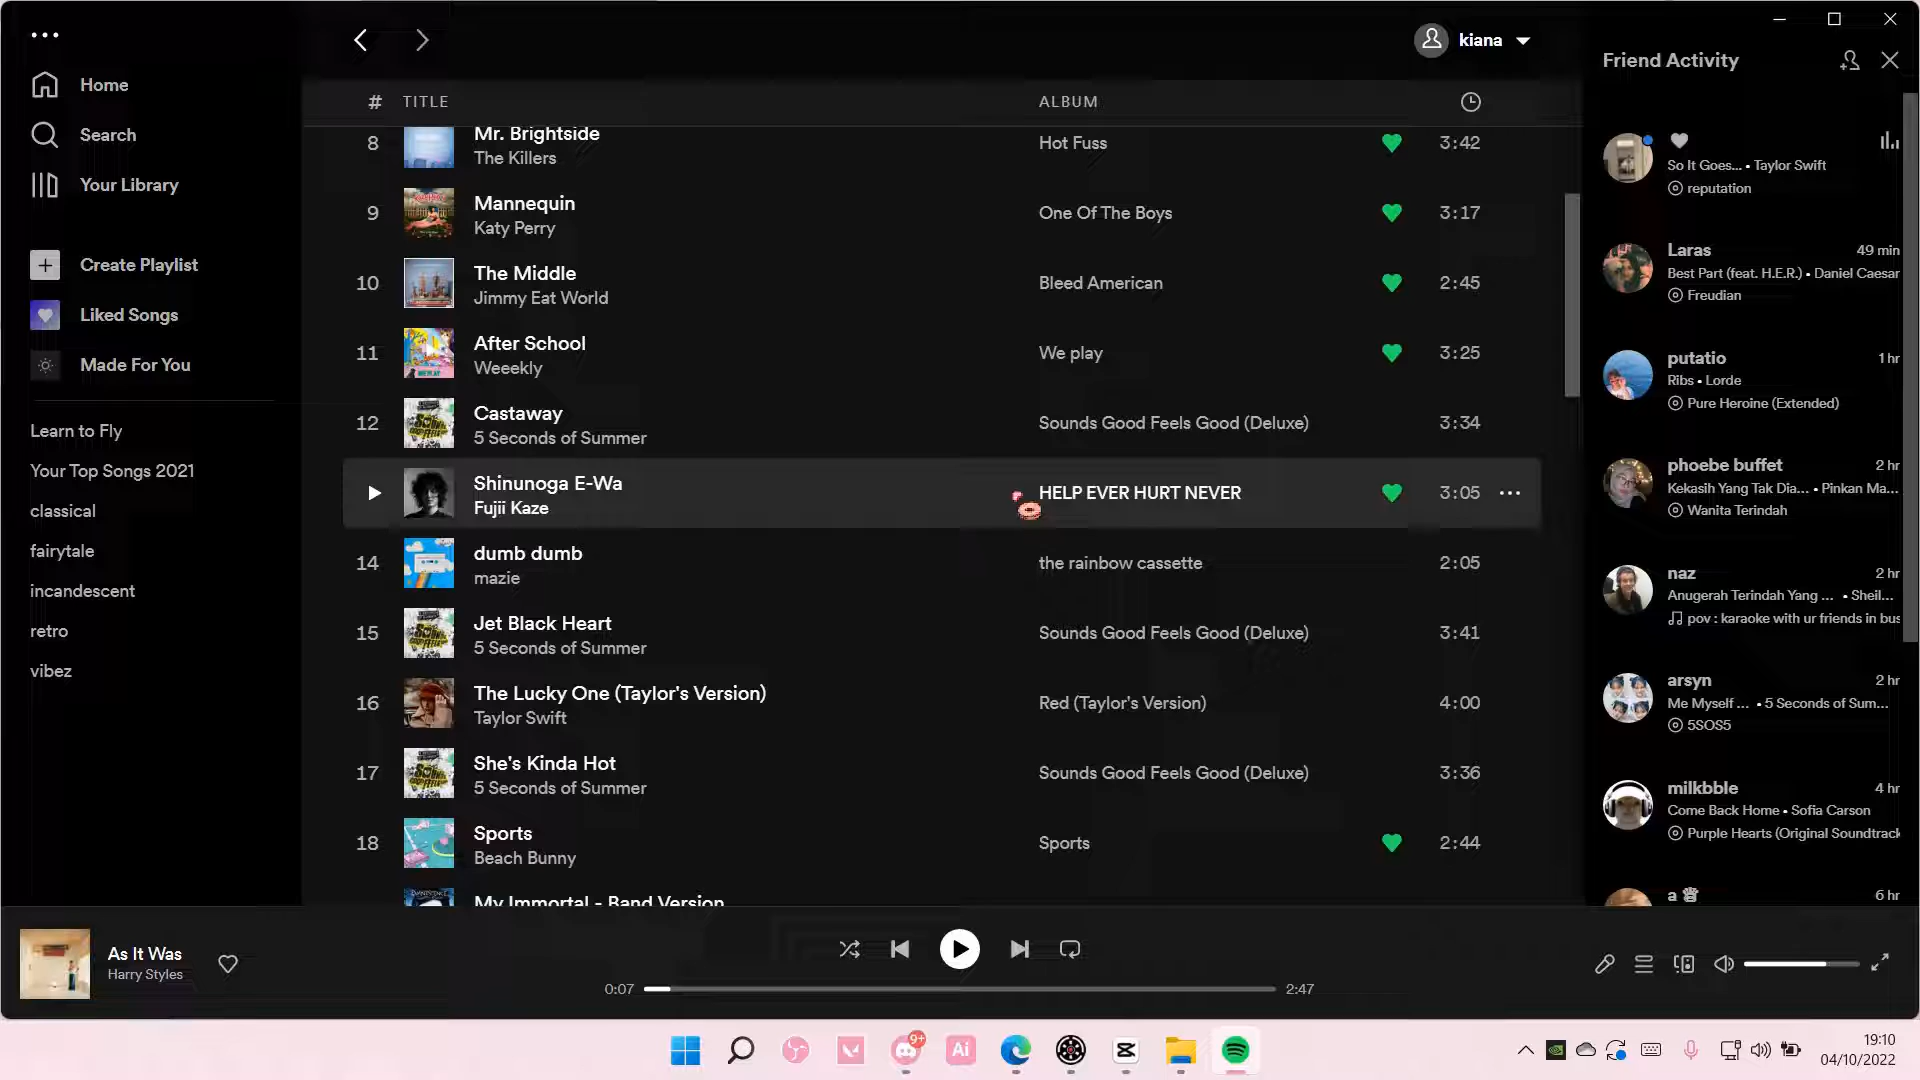 Home
Search
Your Library
Create Playlist
Liked Songs
Made For You
Learn to Fly
Your Top Songs 2021
classical
fairytale
incandescent
retro
vibez
kiana
# TITLE ALBUM
8 Mr. Brightside
The Killers
Hot Fuss 3:42
9 Mannequin
Katy Perry
One Of The Boys 3:17
10 The Middle
Jimmy Eat World
Bleed American 2:45
11 After School
Weeekly
We play 3:25
12 Castaway
5 Seconds of Summer
Sounds Good Feels Good (Deluxe) 3:34
Shinunoga E-Wa
Fujii Kaze
HELP EVER HURT NEVER 3:05
14 dumb dumb
mazie
the rainbow cassette 2:05
15 Jet Black Heart
5 Seconds of Summer
Sounds Good Feels Good (Deluxe) 3:41
16 The Lucky One (Taylor's Version)
Taylor Swift
Red (Taylor's Version) 4:00
17 She's Kinda Hot
5 Seconds of Summer
Sounds Good Feels Good (Deluxe) 3:36
18 Sports
Beach Bunny
Sports 2:44
My Immortal - Band Version
Friend Activity
So It Goes... • Taylor Swift
reputation
Laras 49 min
Best Part (feat. H.E.R.) • Daniel Caesar
Freudian
putatio 1 hr
Ribs • Lorde
Pure Heroine (Extended)
phoebe buffet 2 hr
Kekasih Yang Tak Dia... • Pinkan Ma...
Wanita Terindah
naz 2 hr
Anugerah Terindah Yang ... • Sheil...
pov : karaoke with ur friends in bus
arsyn 2 hr
Me Myself ... • 5 Seconds of Sum...
5SOS5
milkbble 4 hr
Come Back Home • Sofia Carson
Purple Hearts (Original Soundtrack
a 6 hr
As It Was
Harry Styles
0:07 2:47
9+
Ai
19:10
04/10/2022